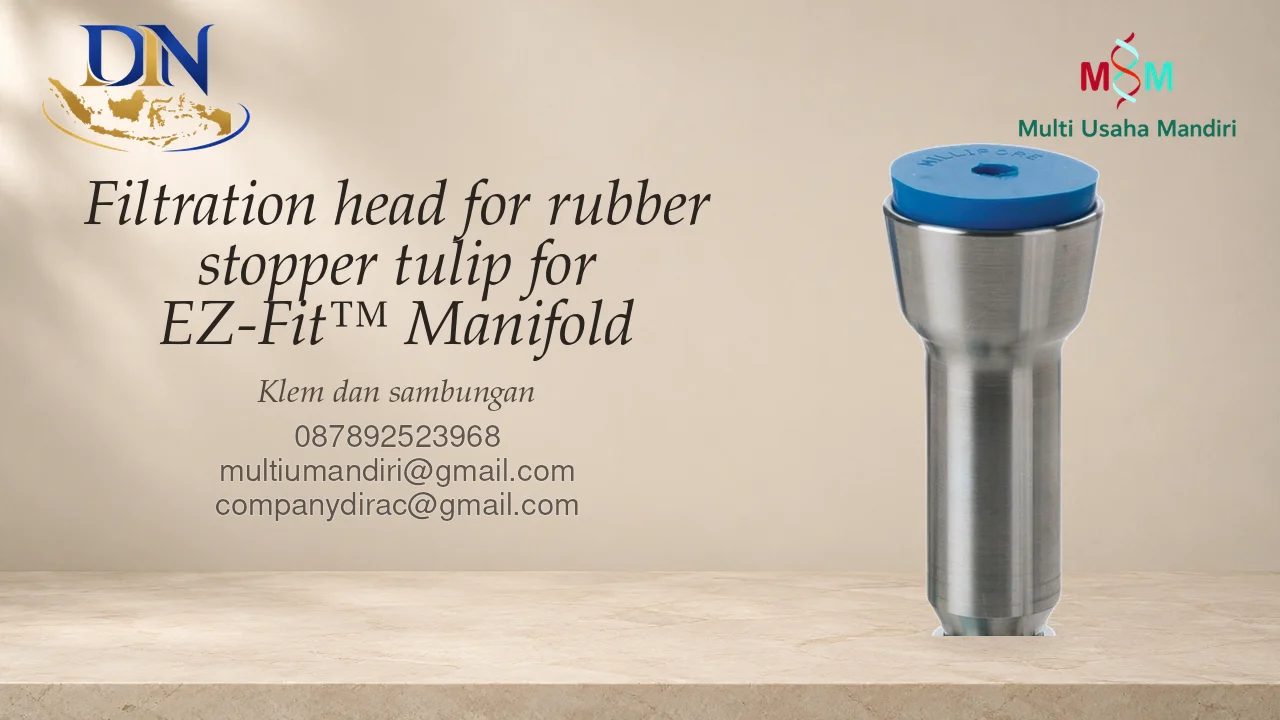 DN
M M
Multi Usaha Mandiri
MILLIPORE
Filtration head for rubber
stopper tulip for
EZ-Fit™ Manifold
Klem dan sambungan
087892523968
multiumandiri@gmail.com
companydirac@gmail.com